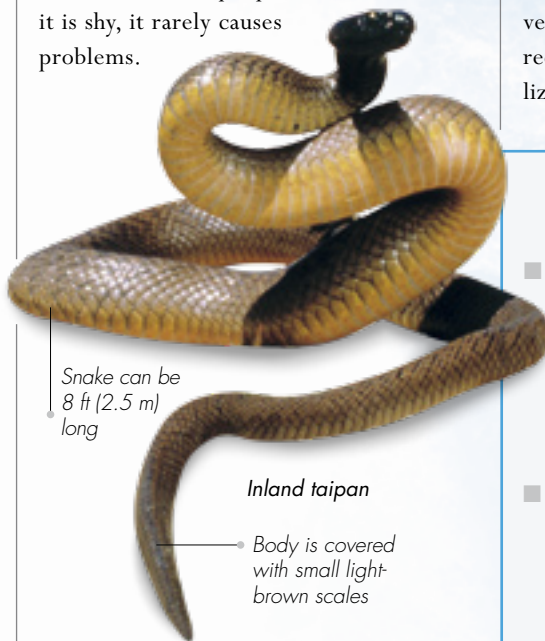 it is shy, it rarely causes
problems.
Snake can be
8 ft (2.5 m)
long
Inland taipan
Body is covered
with small light-
brown scales